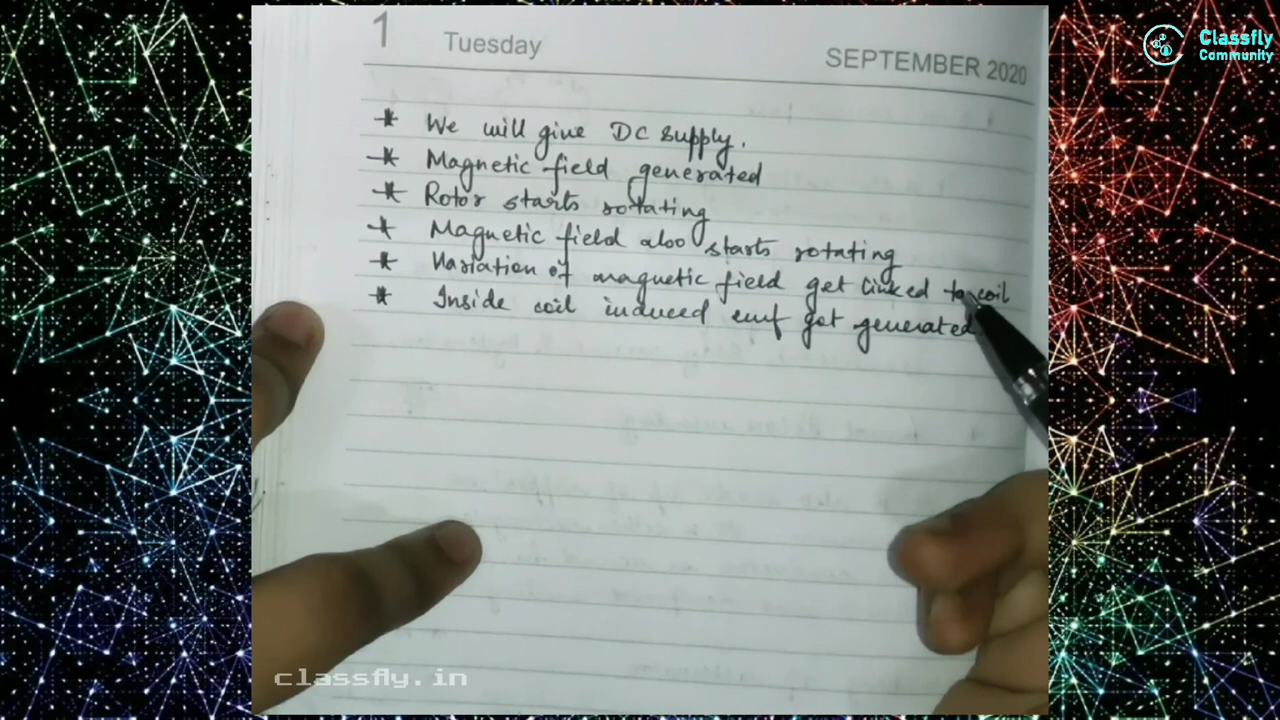 Classfly
Community
1 Tuesday SEPTEMBER 2020
* We will give DC supply.
* Magnetic field generated
* Rotor starts rotating
* Magnetic field also starts rotating
* Variation of magnetic field get linked to coil
* Inside coil induced emf get generated
classfly.in